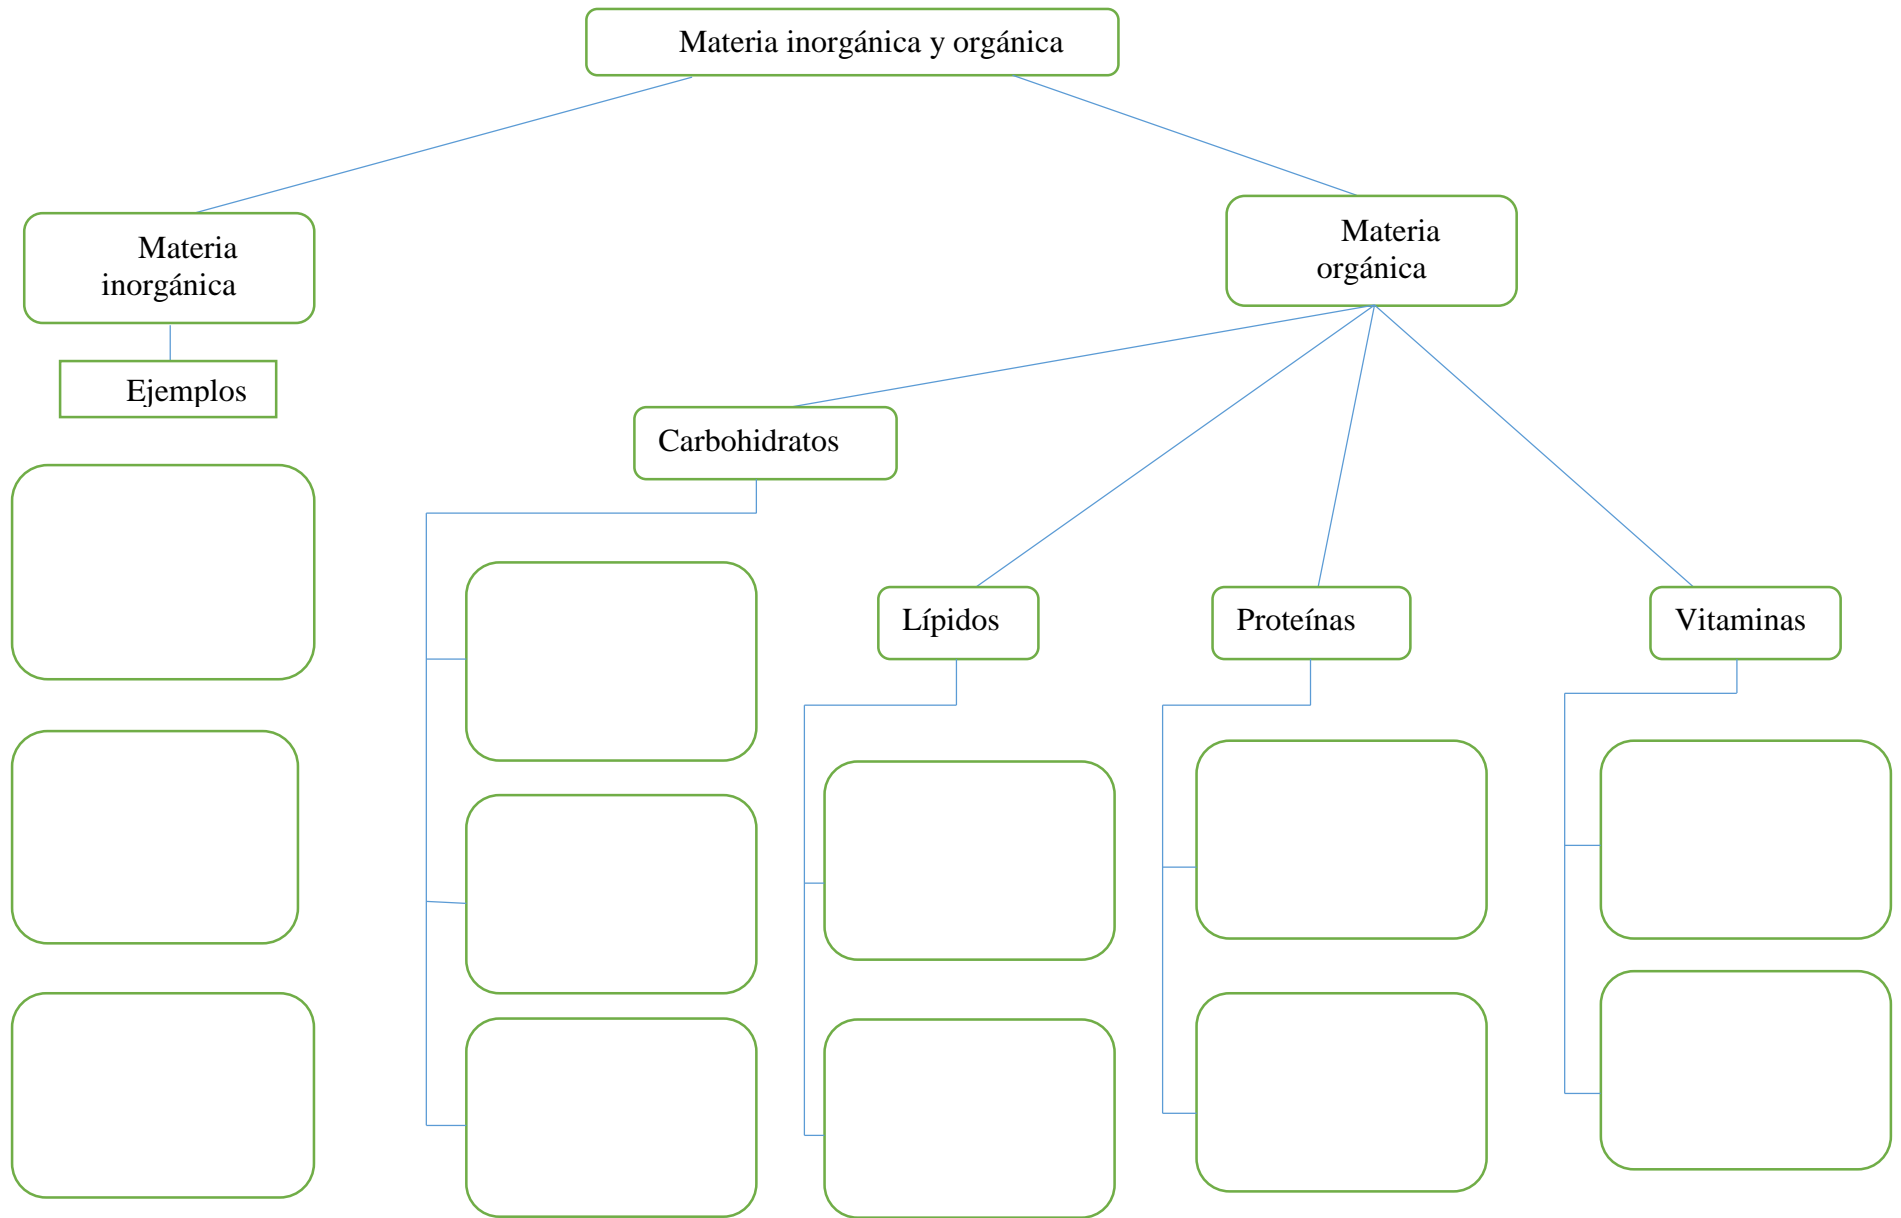 Materia inorgánica y orgánica
Materia
inorgánica
Materia
orgánica
Ejemplos
Carbohidratos
Lípidos
Proteínas
Vitaminas